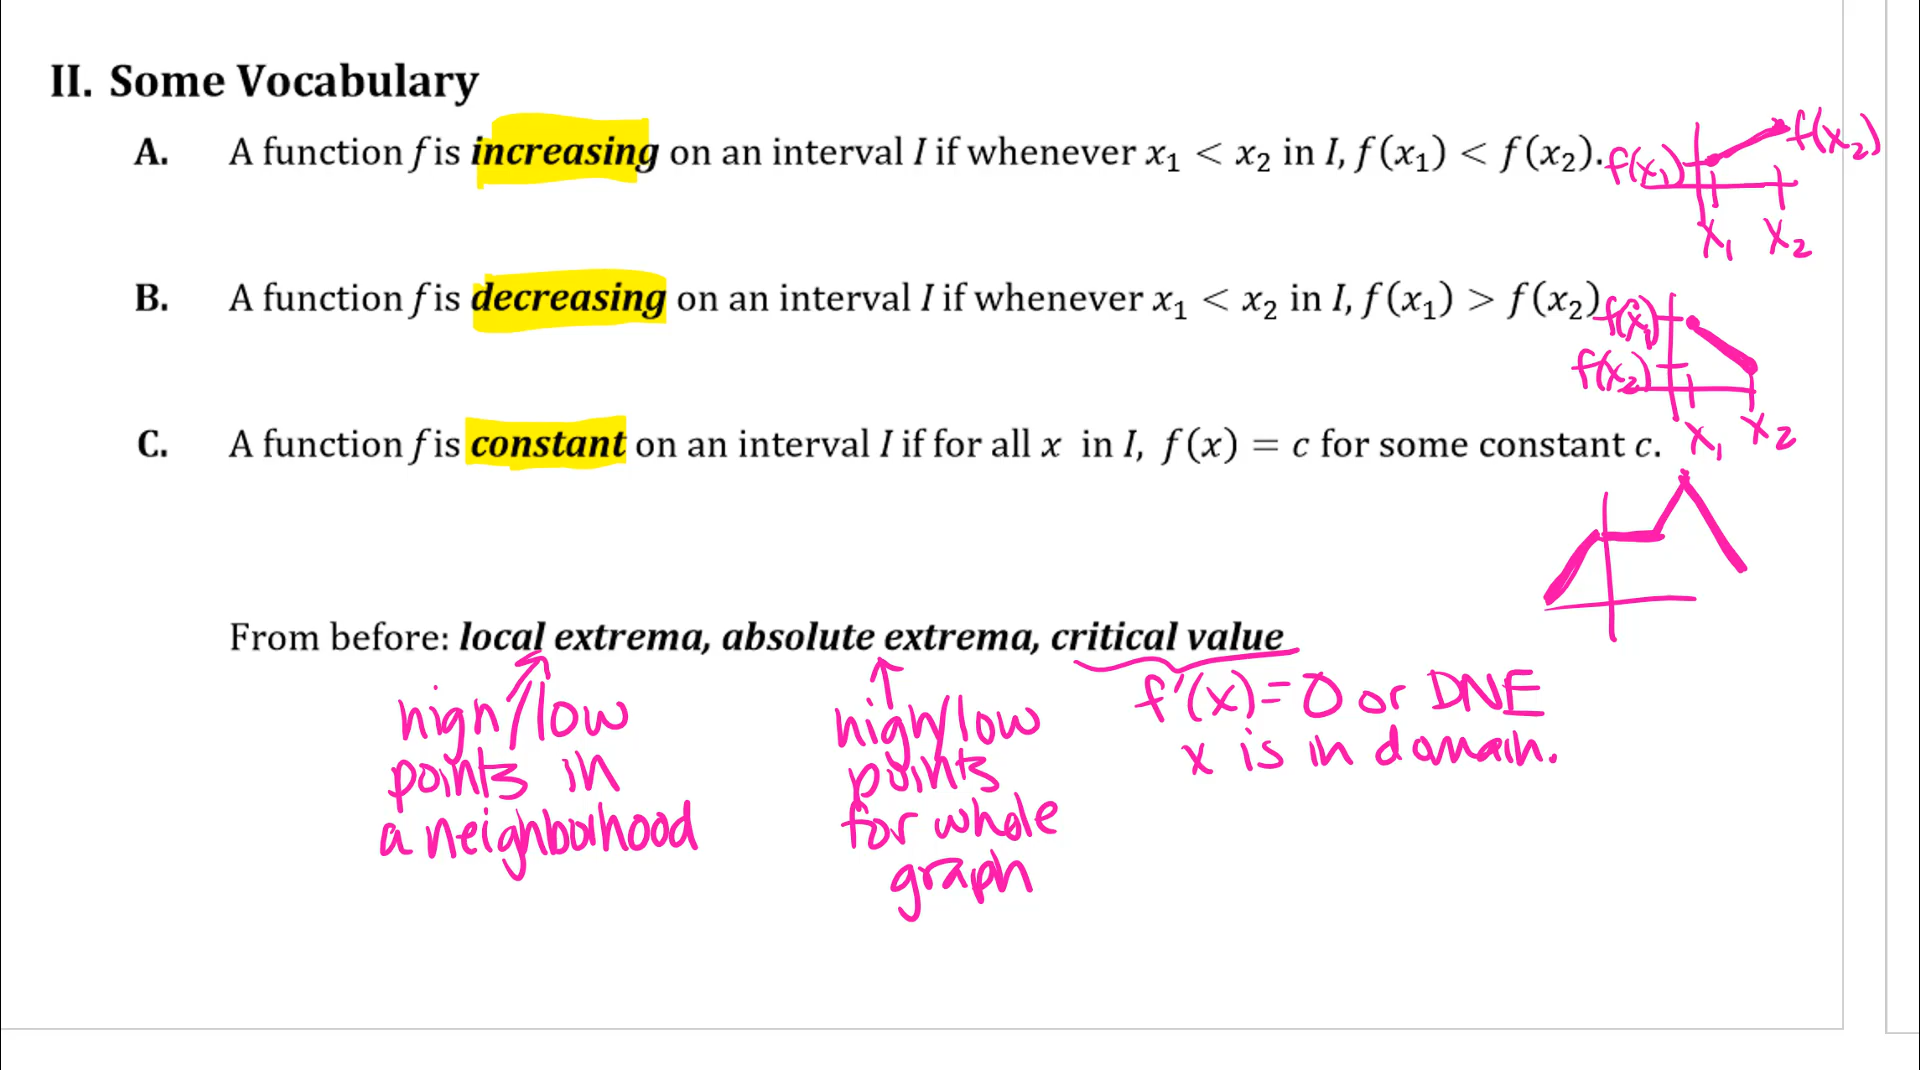 II. Some Vocabulary
A. A function f is increasing on an interval I if whenever x₁ < x₂ in I, f(x₁) < f(x₂).
f(x₁) f(x₂)
x₁ x₂
B. A function f is decreasing on an interval I if whenever x₁ < x₂ in I, f(x₁) > f(x₂)
f(x₁)
f(x₂)
x₁ x₂
C. A function f is constant on an interval I if for all x in I, f(x) = c for some constant c.
From before: local extrema, absolute extrema, critical value
high/low
points in
a neighborhood
high/low
points
for whole
graph
f'(x)=0 or DNE
x is in domain.